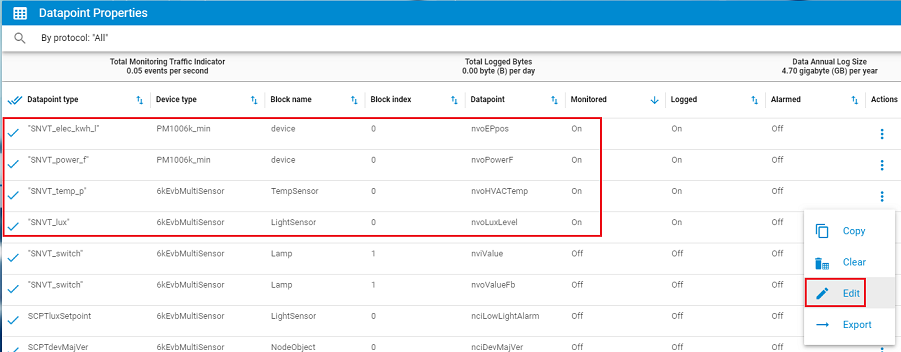 Datapoint Properties
By protocol: "All"
Total Monitoring Traffic Indicator Total Logged Bytes Data Annual Log Size
0.05 events per second 0.00 byte (B) per day 4.70 gigabyte (GB) per year
Datapoint type Device type Block name Block index Datapoint Monitored Logged Alarmed Actions
"SNVT_elec_kwh_l" PM1006k_min device 0 nvoEPpos On On Off
"SNVT_power_f" PM1006k_min device 0 nvoPowerF On On Off
"SNVT_temp_p" 6kEvbMultiSensor TempSensor 0 nvoHVACTemp On On Off
"SNVT_lux" 6kEvbMultiSensor LightSensor 0 nvoLuxLevel On On Off
Copy
"SNVT_switch" 6kEvbMultiSensor Lamp 1 nviValue Off Off Off
Clear
"SNVT_switch" 6kEvbMultiSensor Lamp 1 nvoValueFb Off Off Off
Edit
SCPTluxSetpoint 6kEvbMultiSensor LightSensor 0 nciLowLightAlarm Off Off Off
Export
SCPTdevMajVer 6kEvbMultiSensor NodeObject 0 nciDevMajVer Off Off Off